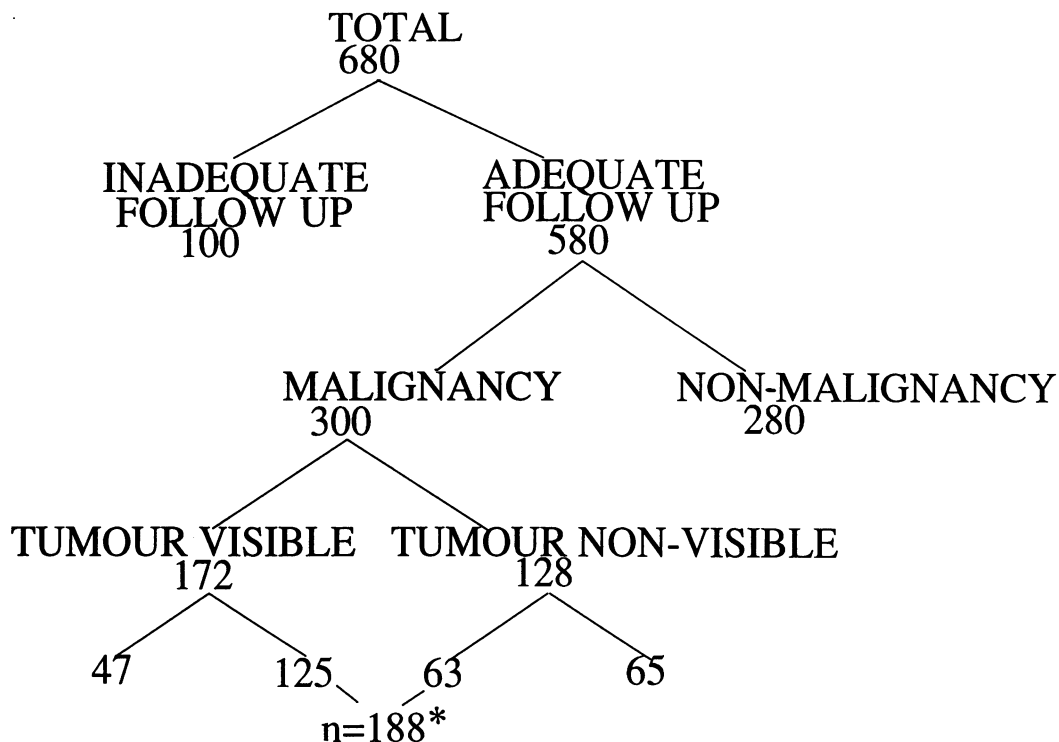 TOTAL
680
INADEQUATE
FOLLOW UP
100
ADEQUATE
FOLLOW UP
580
MALIGNANCY
300
NON-MALIGNANCY
280
TUMOUR VISIBLE
172
TUMOUR NON-VISIBLE
128
47
125
63
65
n=188*